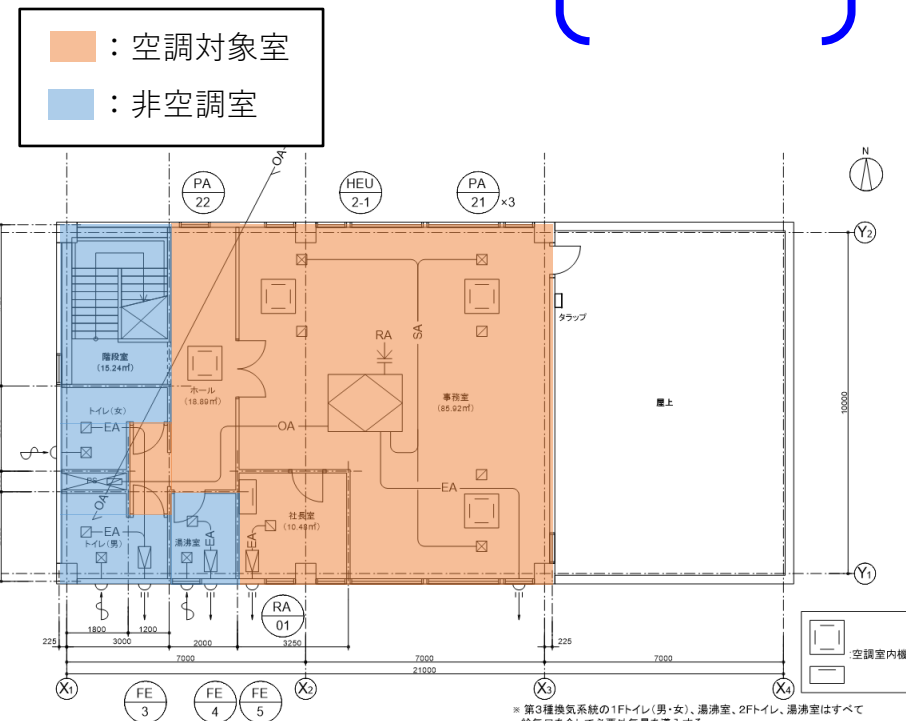 ：空調対象室
：非空調室
OA
N
PA
22
HEU
2-1
PA
21
×3
Y2
タラップ
RA
SA
階段室
(15.24㎡)
ホール
(18.89㎡)
事務室
(85.92㎡)
屋上
10000
トイレ(女)
EA
OA
PS
OA
EA
EA
トイレ(男)
湯沸室
EA
EA
社長室
(10.48㎡)
Y1
RA
01
225
1800
1200
3000
2000
3250
225
7000
7000
7000
21000
:空調室内機
X1
X2
X3
X4
FE
3
FE
4
FE
5
※ 第3種換気系統の1Fトイレ(男・女)、湯沸室、2Fトイレ、湯沸室はすべて